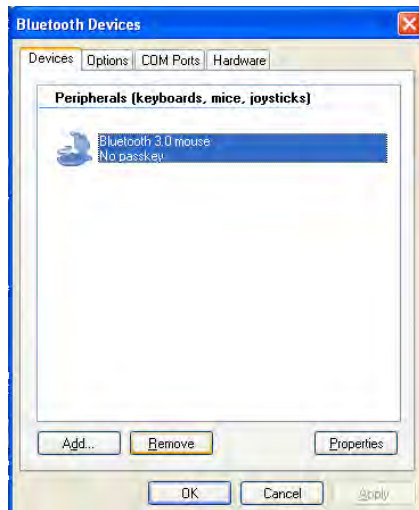 Bluetooth Devices
Devices Options COM Ports Hardware
Peripherals (keyboards, mice, joysticks)
Bluetooth 3.0 mouse
No passkey
Add... Remove Properties
OK Cancel Apply